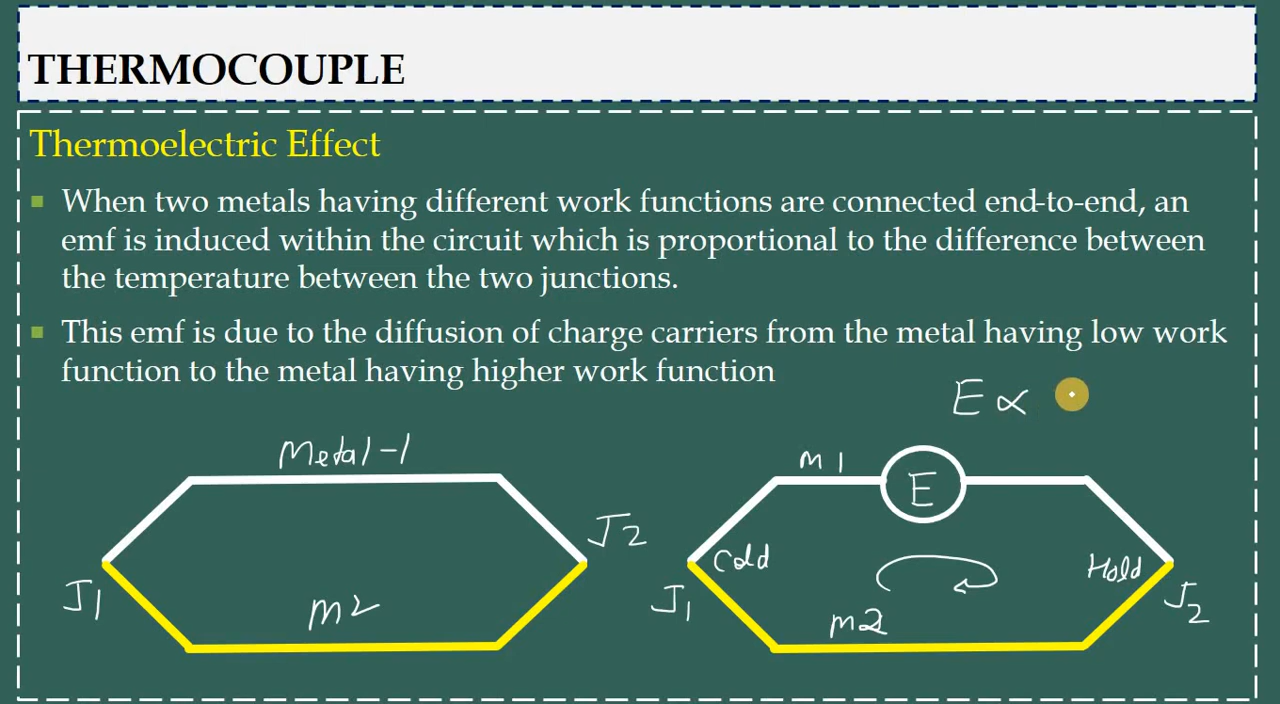 THERMOCOUPLE
Thermoelectric Effect
When two metals having different work functions are connected end-to-end, an
emf is induced within the circuit which is proportional to the difference between
the temperature between the two junctions.
This emf is due to the diffusion of charge carriers from the metal having low work
function to the metal having higher work function
E ∝
Metal-1
J1
J2
M2
M1
E
Cold
Hold
J1
J2
M2